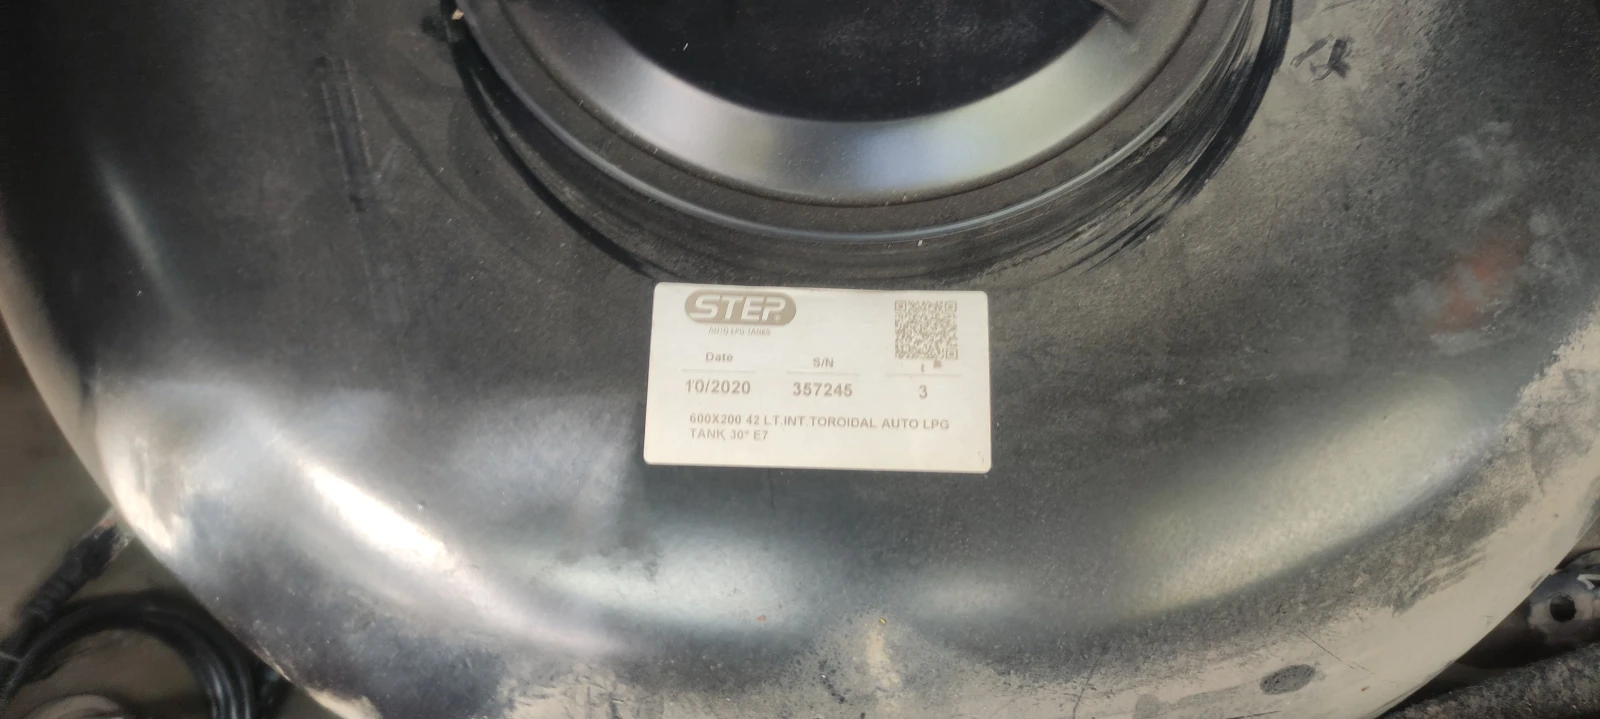 STEP
AUTO LPG TANKS
Date
S/N
t
10/2020
357245
3
600X200 42 LT.INT.TOROIDAL AUTO LPG
TANK 30° E7